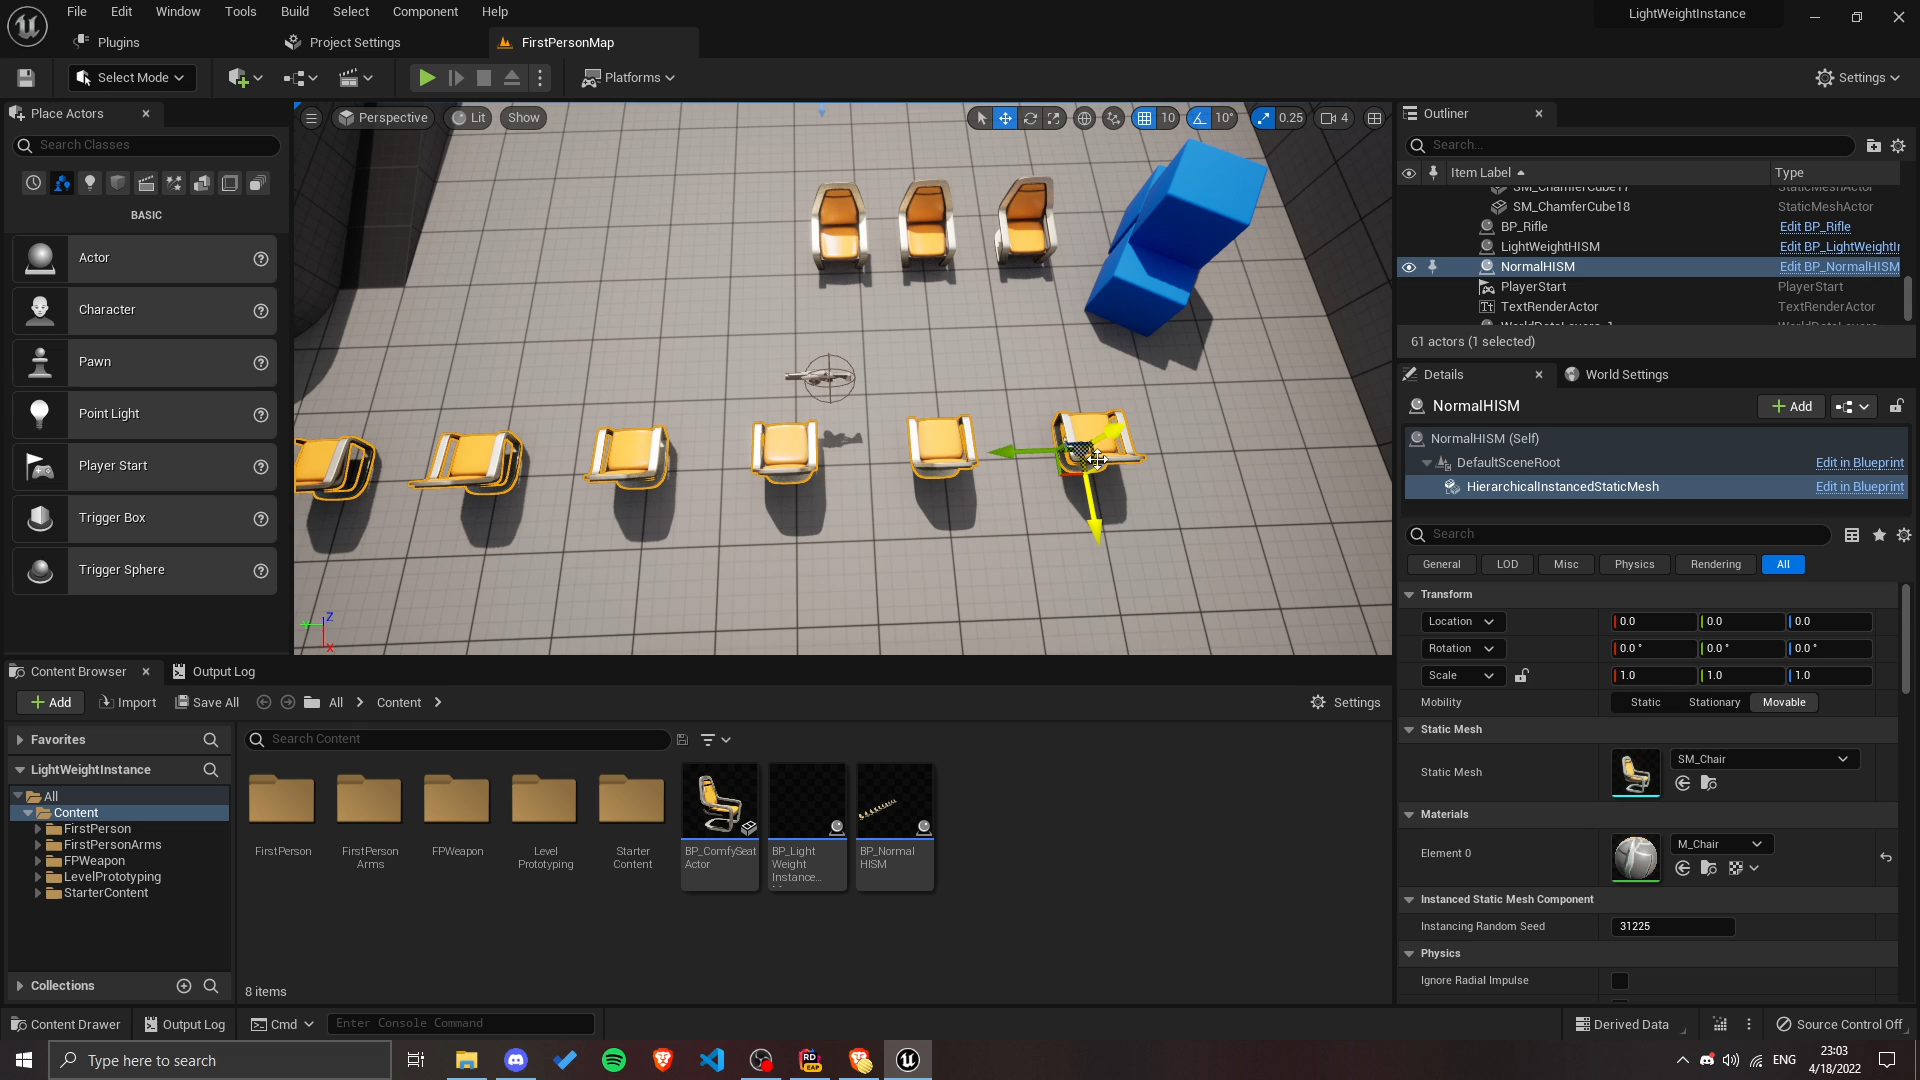 File Edit Window Tools Build Select Component Help
LightWeightInstance
Plugins
Project Settings
FirstPersonMap
Select Mode
Platforms
Settings
Place Actors
Search Classes
BASIC
Actor
Character
Pawn
Point Light
Player Start
Trigger Box
Trigger Sphere
Perspective
Lit
Show
10
10°
0.25
4
Z
X
Outliner
Search...
Item Label
Type
SM_ChamferCube17 StaticMeshActor
SM_ChamferCube18 StaticMeshActor
BP_Rifle Edit BP_Rifle
LightWeightHISM Edit BP_LightWeightIr
NormalHISM Edit BP_NormalHISM
PlayerStart PlayerStart
TextRenderActor TextRenderActor
61 actors (1 selected)
Details
World Settings
NormalHISM
Add
NormalHISM (Self)
DefaultSceneRoot Edit in Blueprint
HierarchicalInstancedStaticMesh Edit in Blueprint
Search
General LOD Misc Physics Rendering All
Transform
Location 0.0 0.0 0.0
Rotation 0.0 ° 0.0 ° 0.0 °
Scale 1.0 1.0 1.0
Mobility Static Stationary Movable
Static Mesh
Static Mesh SM_Chair
Materials
Element 0 M_Chair
Instanced Static Mesh Component
Instancing Random Seed 31225
Physics
Ignore Radial Impulse
Content Browser
Output Log
Add
Import
Save All
All
Content
Settings
Favorites
LightWeightInstance
All
Content
FirstPerson
FirstPersonArms
FPWeapon
LevelPrototyping
StarterContent
Collections
Search Content
FirstPerson
FirstPerson
Arms
FPWeapon
Level
Prototyping
Starter
Content
BP_ComfySeat
Actor
BP_Light
Weight
Instance...
BP_Normal
HISM
8 items
Content Drawer
Output Log
Cmd
Enter Console Command
Derived Data
Source Control Off
Type here to search
RD
EAP
ENG
23:03
4/18/2022